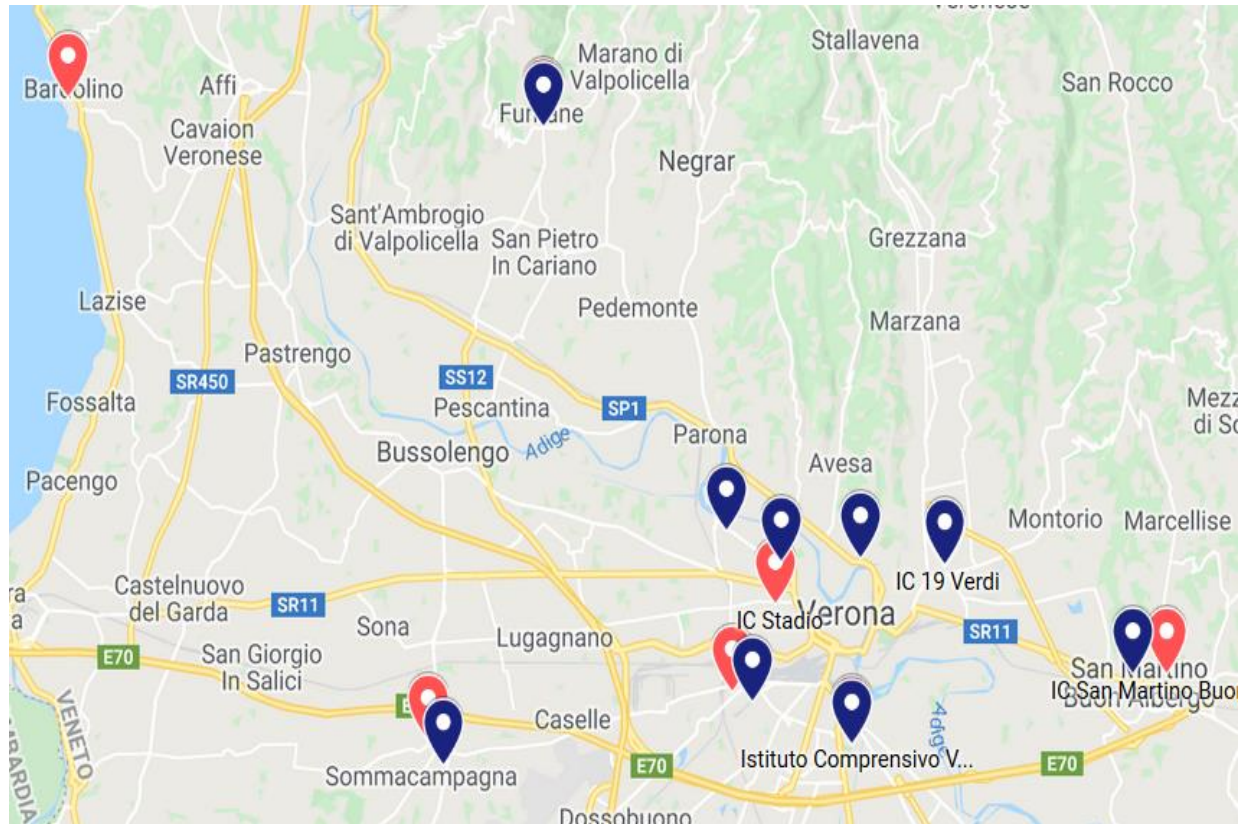 Stallavena
Marano di
Valpolicella
Affi
San Rocco
Cavaion
Veronese
Negrar
Sant'Ambrogio
di Valpolicella
San Pietro
In Cariano
Grezzana
Lazise
Pedemonte
Marzana
Pastrengo
SR450
SS12
Fossalta
Pescantina
SP1
Adige
Parona
Bussolengo
Avesa
Pacengo
Montorio
Marcellise
IC 19 Verdi
Castelnuovo
del Garda
SR11
Sona
IC Stadio
Verona
SR11
Lugagnano
E70
San Giorgio
In Salici
San Martino
Buon Albergo
IC San Martino Buon
Caselle
VENETO
Adige
Istituto Comprensivo V...
E70
E70
Sommacampagna
Dossobuono